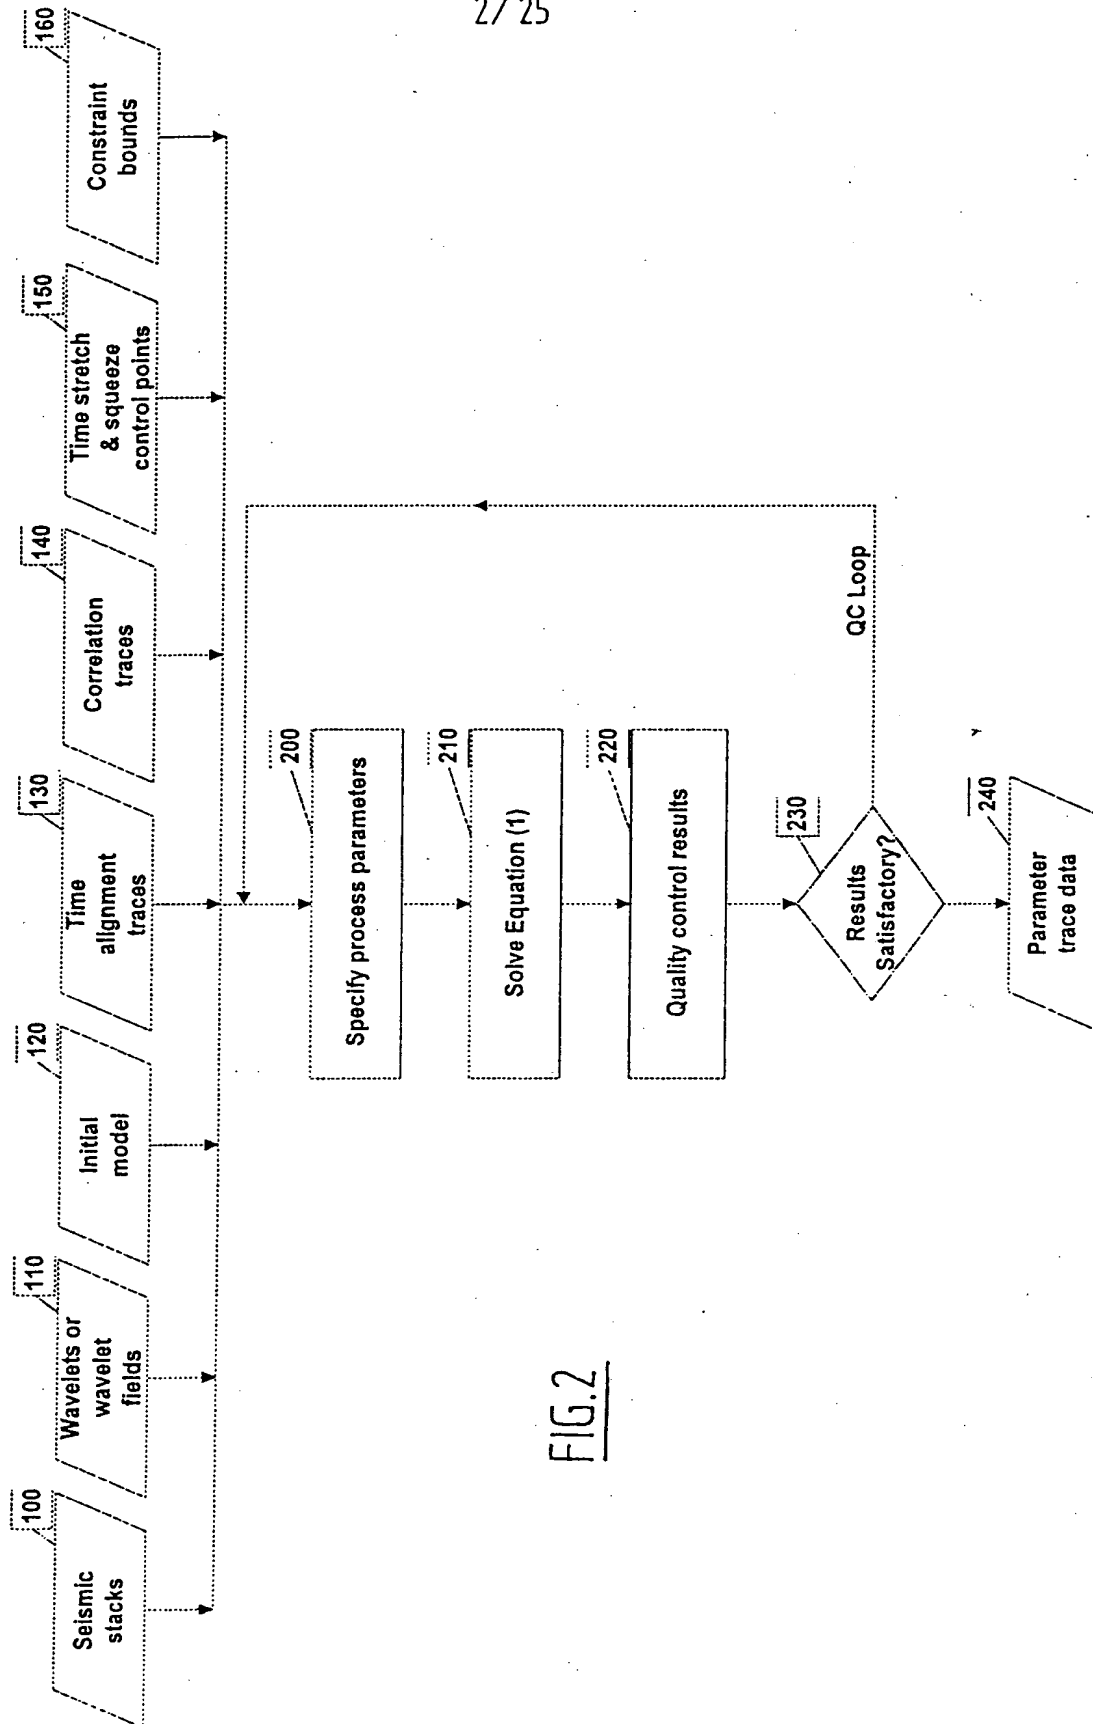 2/25
100
Seismic
stacks
110
Wavelets or
wavelet
fields
120
Initial
model
130
Time
alignment
traces
140
Correlation
traces
150
Time stretch
& squeeze
control points
160
Constraint
bounds
200
Specify process parameters
210
Solve Equation (1)
220
Quality control results
230
Results
Satisfactory?
QC Loop
240
Parameter
trace data
FIG.2